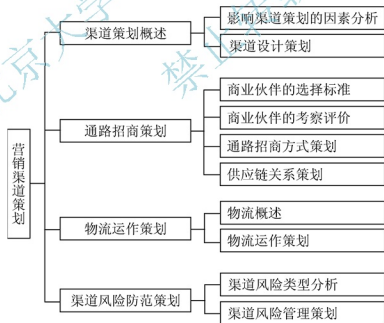 营销渠道策划
渠道策划概述
影响渠道策划的因素分析
渠道设计策划
通路招商策划
商业伙伴的选择标准
商业伙伴的考察评价
通路招商方式策划
供应链关系策划
物流运作策划
物流概述
物流运作策划
渠道风险防范策划
渠道风险类型分析
渠道风险管理策划
京大学
禁止